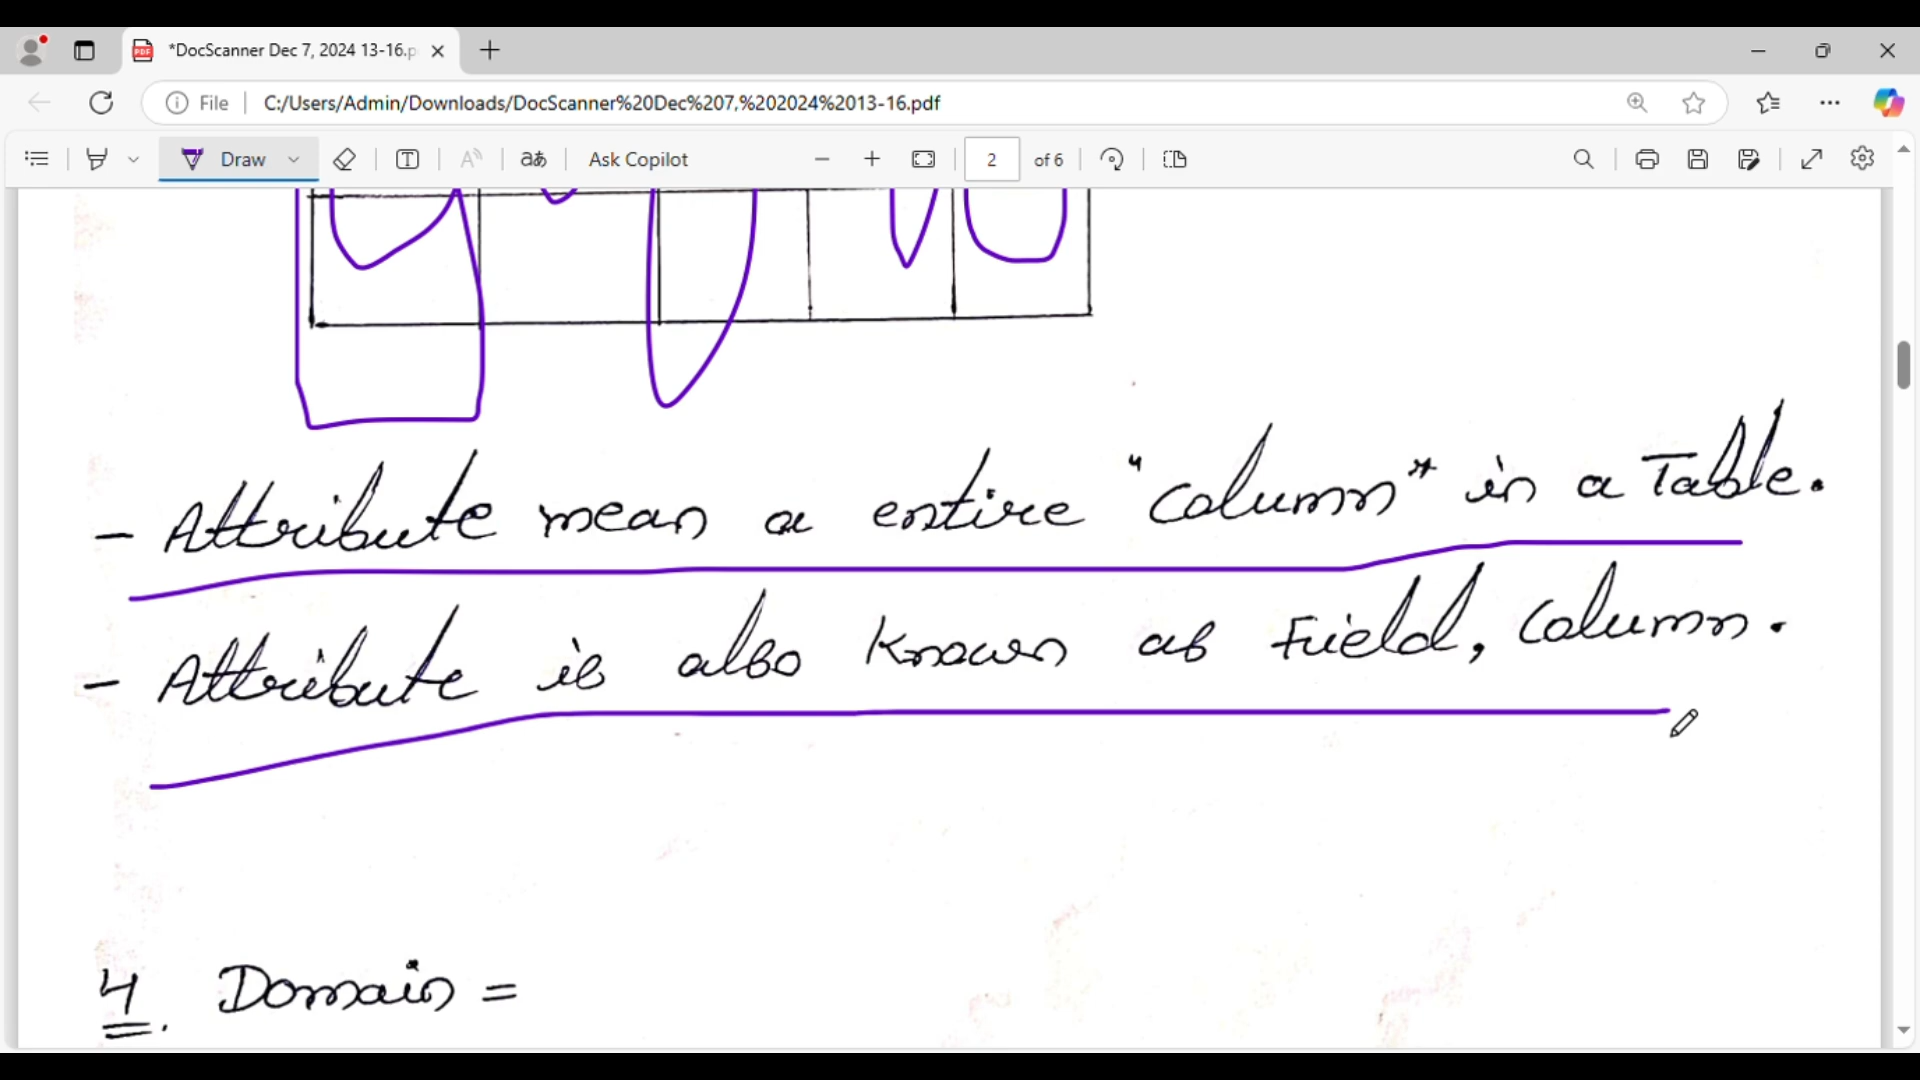 *DocScanner Dec 7, 2024 13-16.p
File
C:/Users/Admin/Downloads/DocScanner%20Dec%207,%202024%2013-16.pdf
Draw
aあ
Ask Copilot
2 of 6
- Attribute mean a entire "column" in a Table.
- Attribute is also known as Field, Column.
4. Domain =